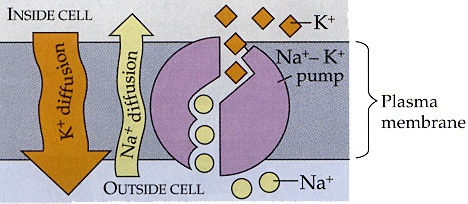 INSIDE CELL
K+ diffusion
Na+ diffusion
K+
Na+– K+
pump
Plasma
membrane
OUTSIDE CELL
Na+